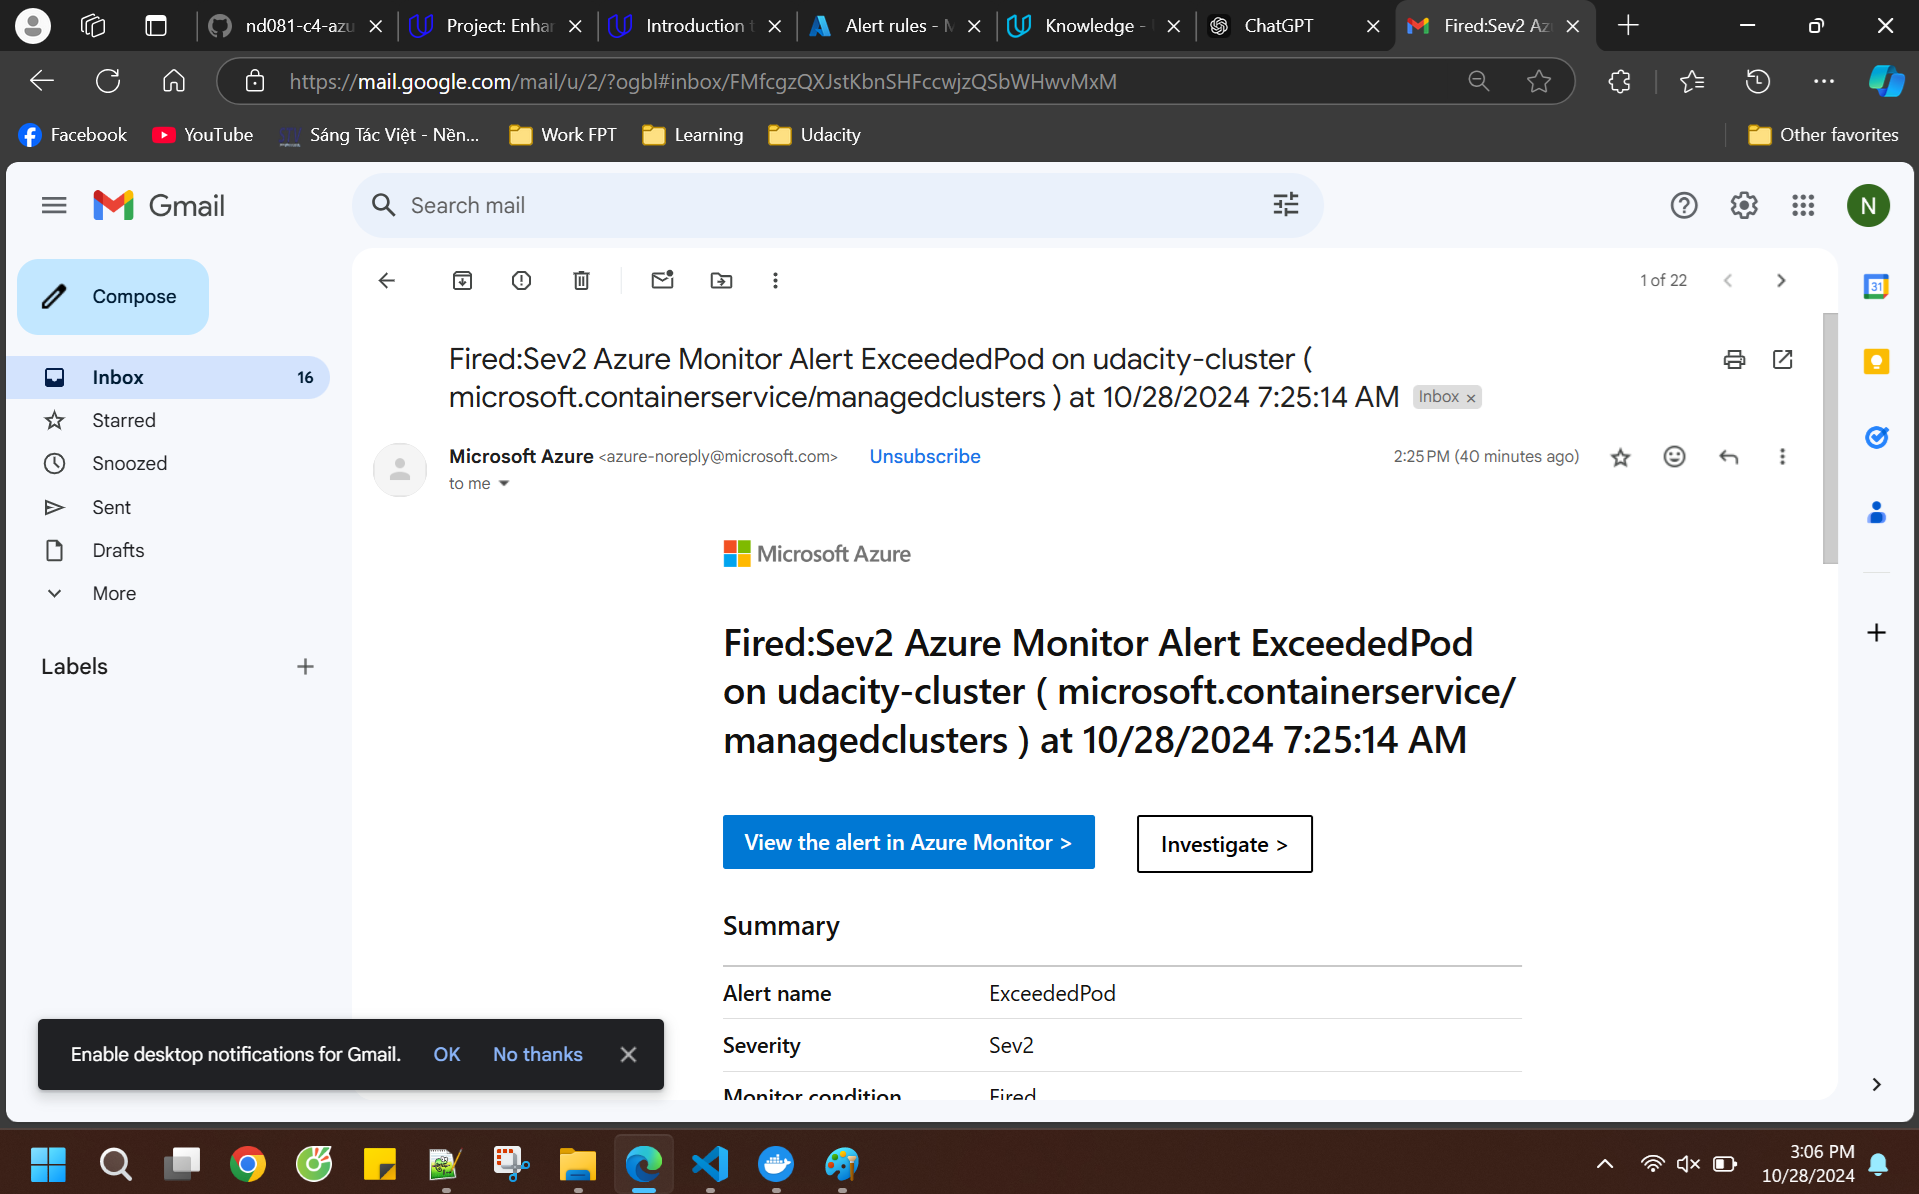 nd081-c4-azu
Project: Enhan
Introduction t
Alert rules - M
Knowledge -
ChatGPT
Fired:Sev2 Az
https://mail.google.com/mail/u/2/?ogbl#inbox/FMfcgzQXJstKbnSHFccwjzQSbWHwvMxM
Facebook
YouTube
Sáng Tác Việt - Nền...
Work FPT
Learning
Udacity
Other favorites
Gmail
Search mail
N
Compose
1 of 22
31
Inbox 16
Starred
Snoozed
Sent
Drafts
More
Labels
Fired:Sev2 Azure Monitor Alert ExceededPod on udacity-cluster (
microsoft.containerservice/managedclusters ) at 10/28/2024 7:25:14 AM Inbox ×
Microsoft Azure <azure-noreply@microsoft.com> Unsubscribe 2:25 PM (40 minutes ago)
to me
Microsoft Azure
Fired:Sev2 Azure Monitor Alert ExceededPod
on udacity-cluster ( microsoft.containerservice/
managedclusters ) at 10/28/2024 7:25:14 AM
View the alert in Azure Monitor >
Investigate >
Summary
Alert name ExceededPod
Severity Sev2
Monitor condition Fired
Enable desktop notifications for Gmail. OK No thanks
3:06 PM
10/28/2024